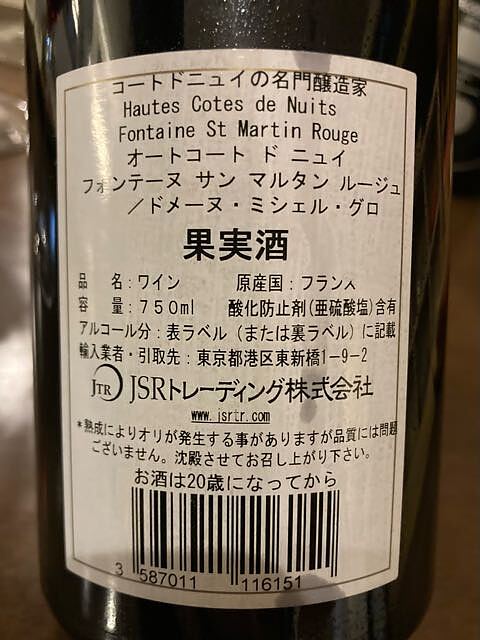 コートドニュイの名門醸造家
Hautes Cotes de Nuits
Fontaine St Martin Rouge
オートコート ド ニュイ
フォンテーヌ サン マルタン ルージュ
／ドメーヌ・ミシェル・グロ
果実酒
品 名：ワイン 原産国：フランス
容 量：750ml 酸化防止剤(亜硫酸塩)含有
アルコール分：表ラベル（または裏ラベル）に記載
輸入業者・引取先：東京都港区東新橋1-9-2
JTR JSRトレーディング株式会社
www.jsrtr.com
*熟成によりオリが発生する事がありますが品質には問題
ございません。沈殿させてお召し上がり下さい。
お酒は20歳になってから
3 587011 116151